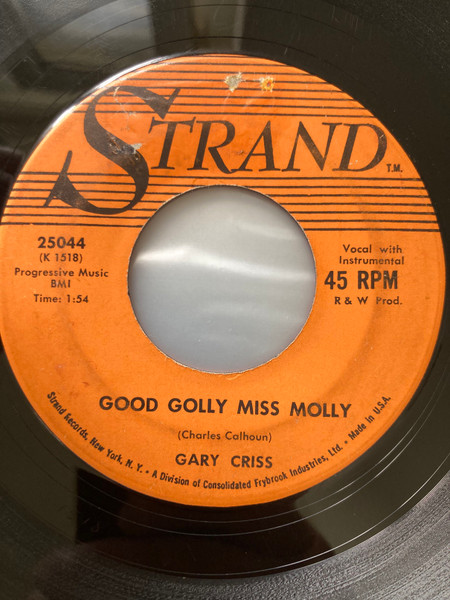 STRAND T.M.
25044
(K 1518)
Progressive Music
BMI
Time: 1:54
Vocal with
Instrumental
45 RPM
R & W Prod.
GOOD GOLLY MISS MOLLY
(Charles Calhoun)
GARY CRISS
Strand Records, New York, N. Y. • A Division of Consolidated Frybrook Industries, Ltd. • Made in U.S.A.